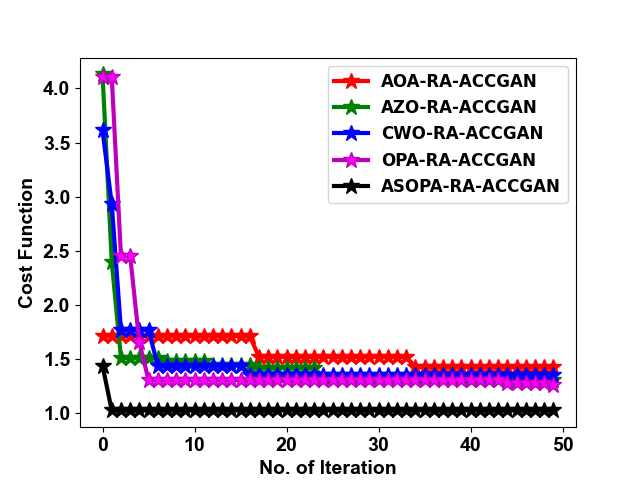 4.0
3.5
3.0
2.5
2.0
1.5
1.0
Cost Function
0
10
20
30
40
50
No. of Iteration
AOA-RA-ACCGAN
AZO-RA-ACCGAN
CWO-RA-ACCGAN
OPA-RA-ACCGAN
ASOPA-RA-ACCGAN